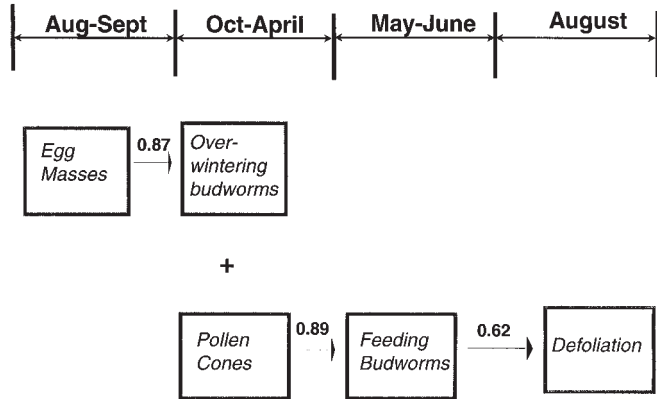 Aug-Sept Oct-April May-June August
Egg
Masses
0.87
Over-
wintering
budworms
+
Pollen
Cones
0.89
Feeding
Budworms
0.62
Defoliation